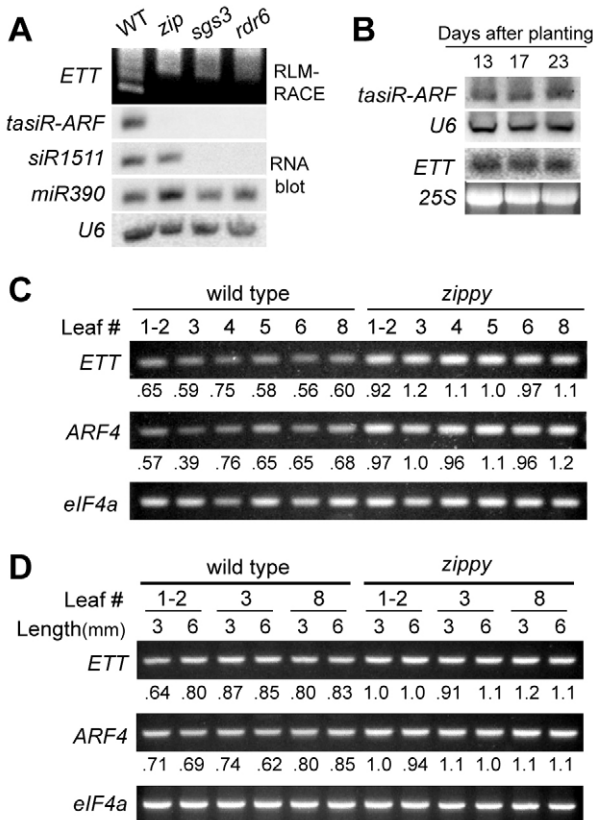 A
WT zip sgs3 rdr6
ETT
RLM-
RACE
tasiR-ARF
siR1511
RNA
blot
miR390
U6
B
Days after planting
13 17 23
tasiR-ARF
U6
ETT
25S
C
wild type zippy
Leaf # 1-2 3 4 5 6 8 1-2 3 4 5 6 8
ETT
.65 .59 .75 .58 .56 .60 .92 1.2 1.1 1.0 .97 1.1
ARF4
.57 .39 .76 .65 .65 .68 .97 1.0 .96 1.1 .96 1.2
eIF4a
D
wild type zippy
Leaf # 1-2 3 8 1-2 3 8
Length(mm) 3 6 3 6 3 6 3 6 3 6 3 6
ETT
.64 .80 .87 .85 .80 .83 1.0 1.0 .91 1.1 1.2 1.1
ARF4
.71 .69 .74 .62 .80 .85 1.0 .94 1.1 1.0 1.1 1.1
eIF4a